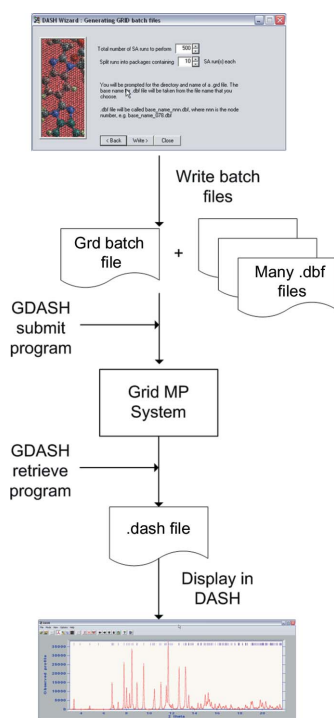 DASH Wizard : Generating GRID batch files
Total number of SA runs to perform 500
Split runs into packages containing 10 SA run(s) each
You will be prompted for the directory and name of a .grd file. The
base name .dbf file will be taken from the file name that you
choose.
.dbf file will be called base_name_nnn.dbf, where nnn is the node
number. e.g. base_name_078.dbf
< Back Write > Close
Write batch
files
Grd batch
file
+
Many .dbf
files
GDASH
submit
program
Grid MP
System
GDASH
retrieve
program
.dash file
Display in
DASH